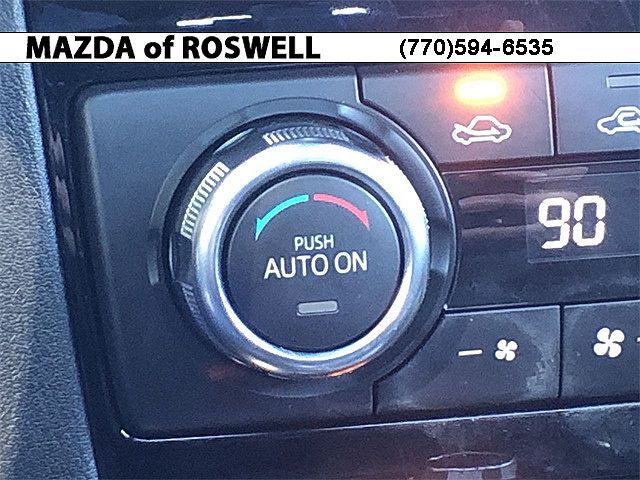 MAZDA of ROSWELL (770)594-6535
90
PUSH
AUTO ON